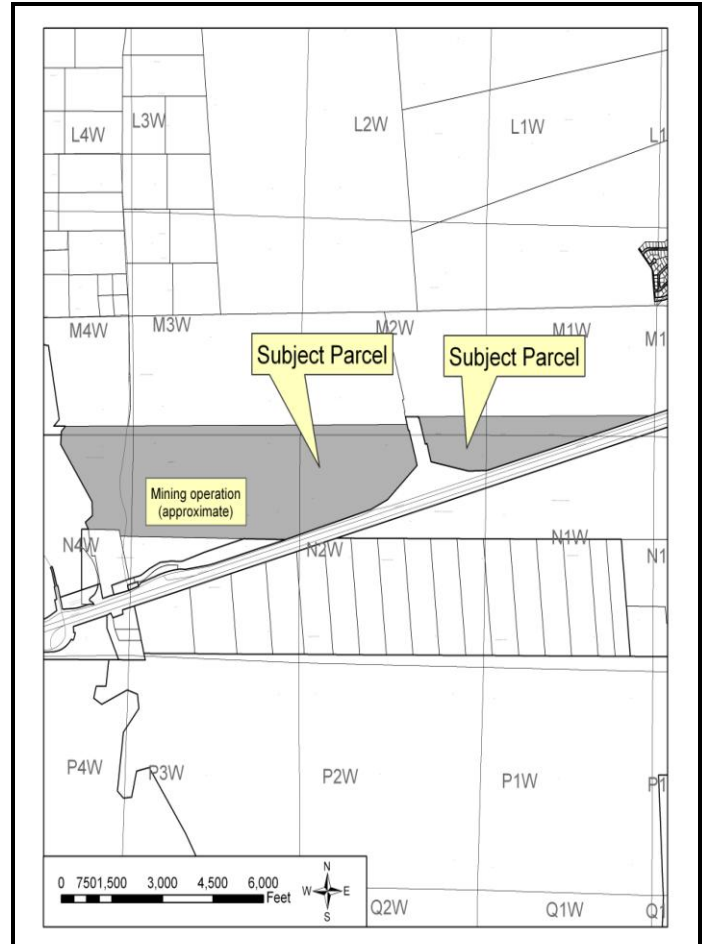 L4W
L3W
L2W
L1W
L1
M4W
M3W
M2W
M1W
M1
Subject Parcel
Subject Parcel
Mining operation
(approximate)
N4W
N2W
N1W
N1
P4W
P3W
P2W
P1W
P1
0 7501,500 3,000 4,500 6,000
Feet
N
W E
S
Q2W
Q1W
Q1